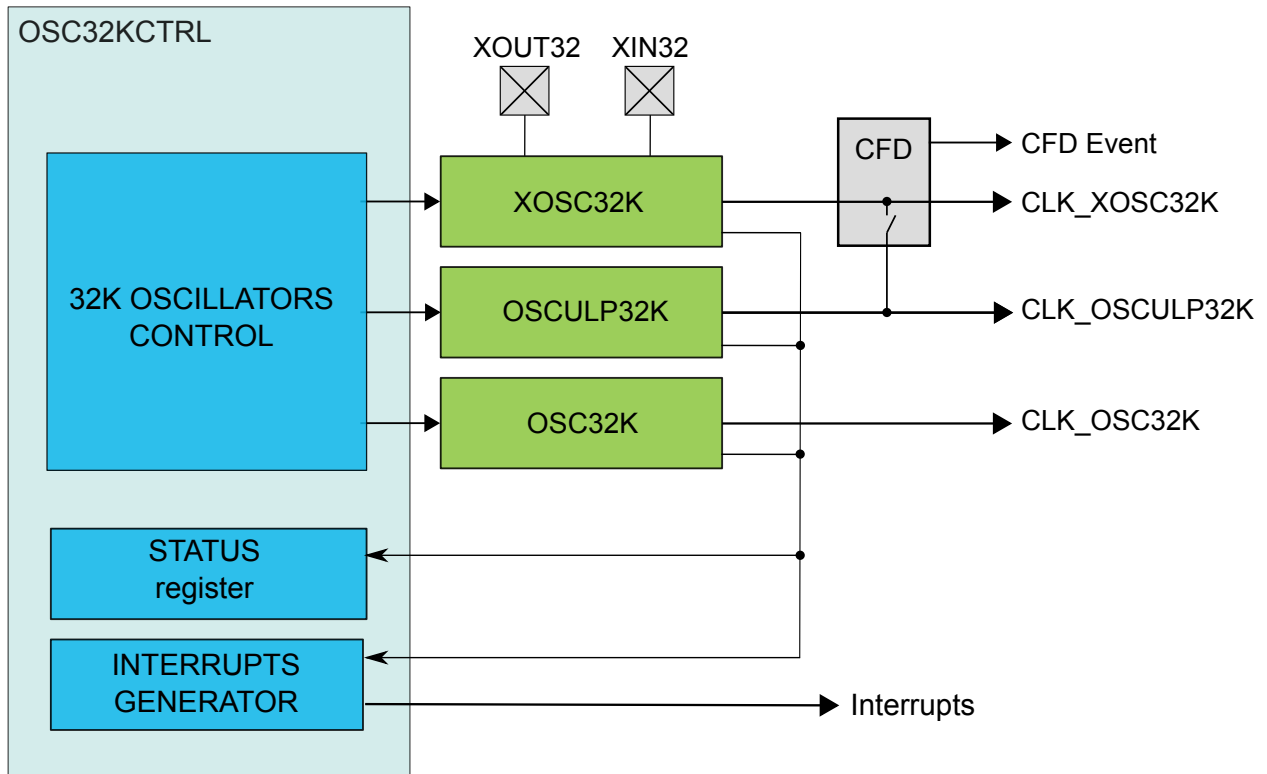 OSC32KCTRL
XOUT32
XIN32
CFD
CFD Event
XOSC32K
CLK_XOSC32K
32K OSCILLATORS
CONTROL
OSCULP32K
CLK_OSCULP32K
OSC32K
CLK_OSC32K
STATUS
register
INTERRUPTS
GENERATOR
Interrupts